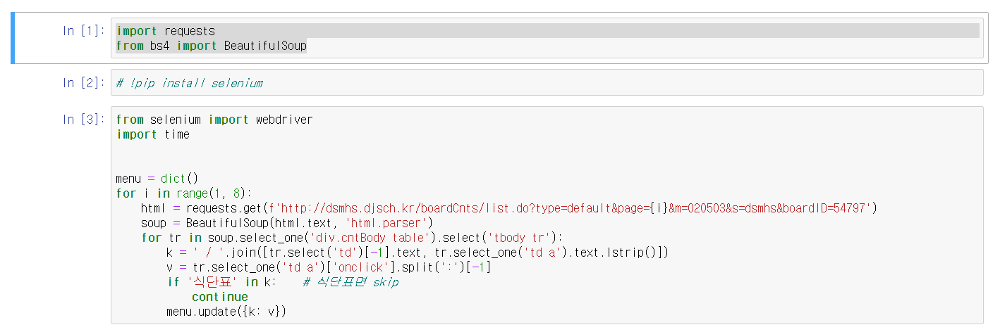 In [1]:
import requests
from bs4 import BeautifulSoup
In [2]:
# !pip install selenium
In [3]:
from selenium import webdriver
import time
menu = dict()
for i in range(1, 8):
    html = requests.get(f'http://dsmhs.djsch.kr/boardCnts/list.do?type=default&page={i}&m=020503&s=dsmhs&boardID=54797')
    soup = BeautifulSoup(html.text, 'html.parser')
    for tr in soup.select_one('div.cntBody table').select('tbody tr'):
        k = ' / '.join([tr.select('td')[-1].text, tr.select_one('td a').text.lstrip()])
        v = tr.select_one('td a')['onclick'].split(':')[-1]
        if '식단표' in k:    # 식단표면 skip
            continue
        menu.update({k: v})